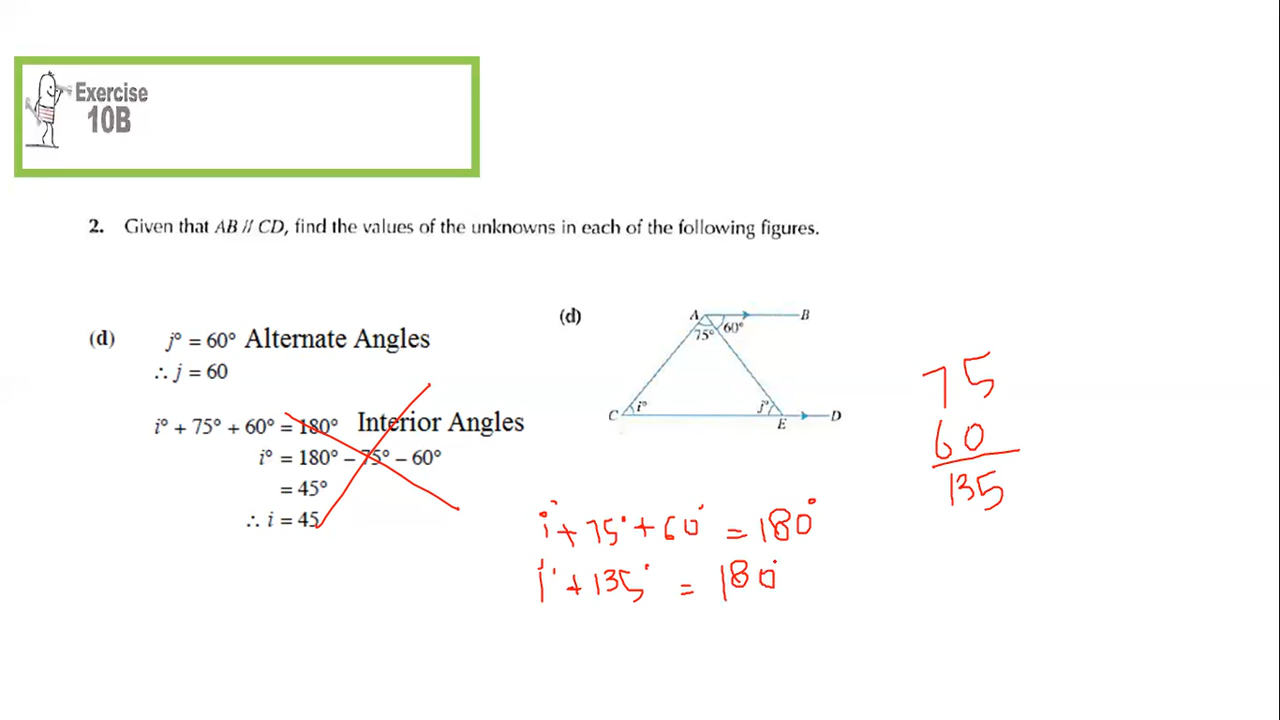 Exercise
10B
2. Given that AB // CD, find the values of the unknowns in each of the following figures.
(d) j° = 60° Alternate Angles
∴ j = 60
i° + 75° + 60° = 180° Interior Angles
i° = 180° – 75° – 60°
= 45°
∴ i = 45
(d)
A
B
75°
60°
C
i°
j°
E
D
75
60
135
i° + 75° + 60° = 180°
i° + 135° = 180°